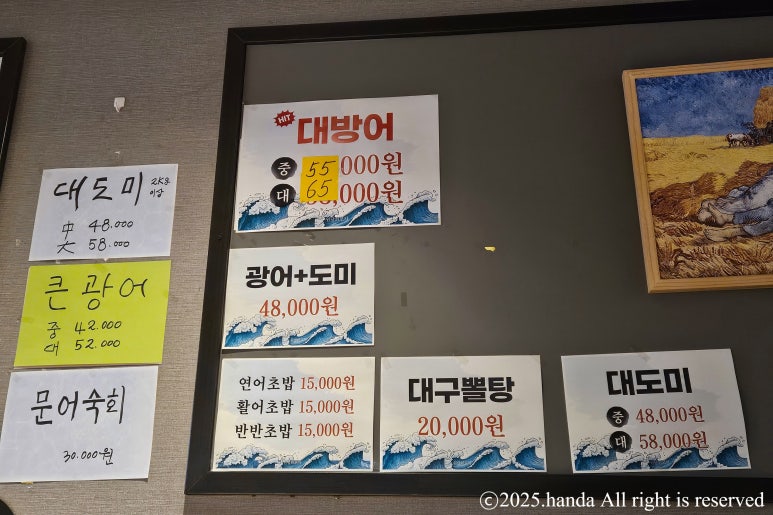 대도미 2Kg 이상
中 48.000
大 58.000
큰 광어
중 42.000
대 52.000
문어숙회
30.000원
HIT
대방어
중 55,000원
대 65,000원
광어+도미
48,000원
연어초밥 15,000원
활어초밥 15,000원
반반초밥 15,000원
대구뽈탕
20,000원
대도미
중 48,000원
대 58,000원
ⓒ2025.handa All right is reserved